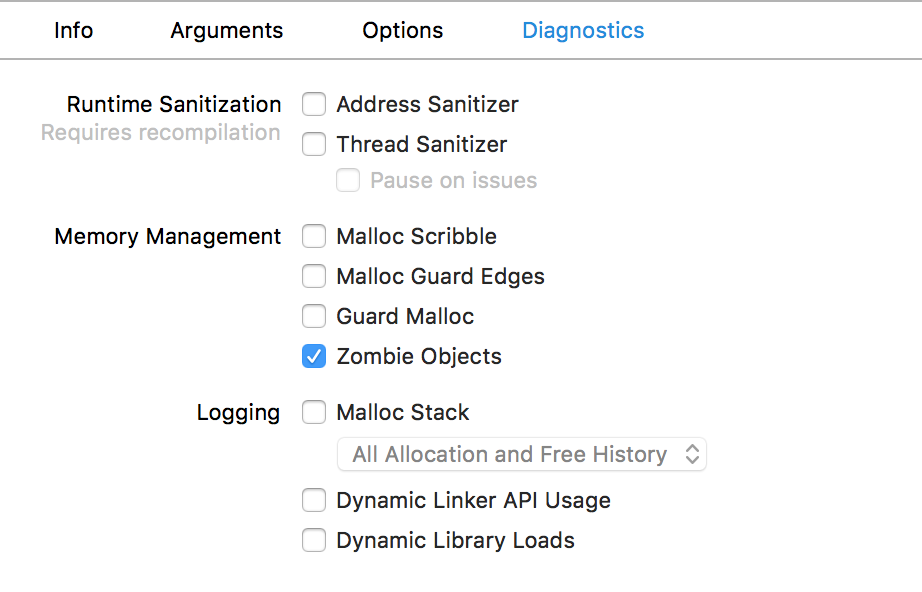 Info Arguments Options Diagnostics
Runtime Sanitization Address Sanitizer
Requires recompilation
Thread Sanitizer
Pause on issues
Memory Management Malloc Scribble
Malloc Guard Edges
Guard Malloc
Zombie Objects
Logging Malloc Stack
All Allocation and Free History
Dynamic Linker API Usage
Dynamic Library Loads